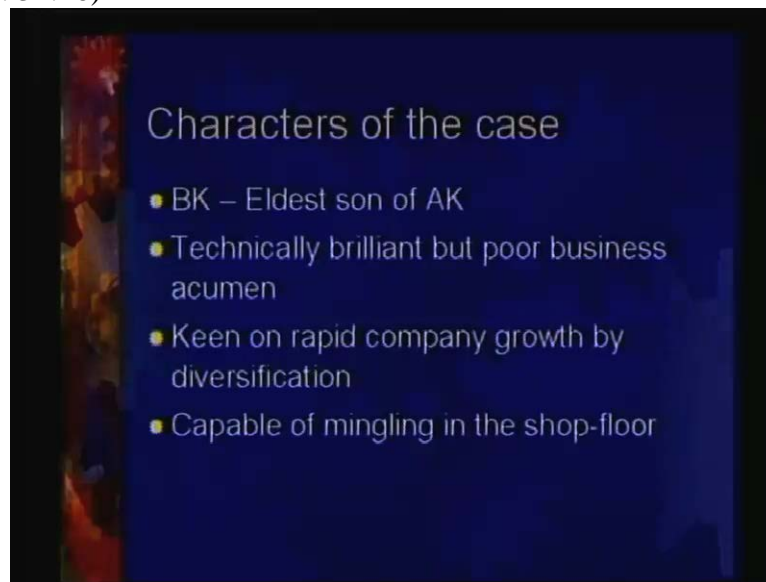 Characters of the case
BK – Eldest son of AK
Technically brilliant but poor business
acumen
Keen on rapid company growth by
diversification
Capable of mingling in the shop-floor